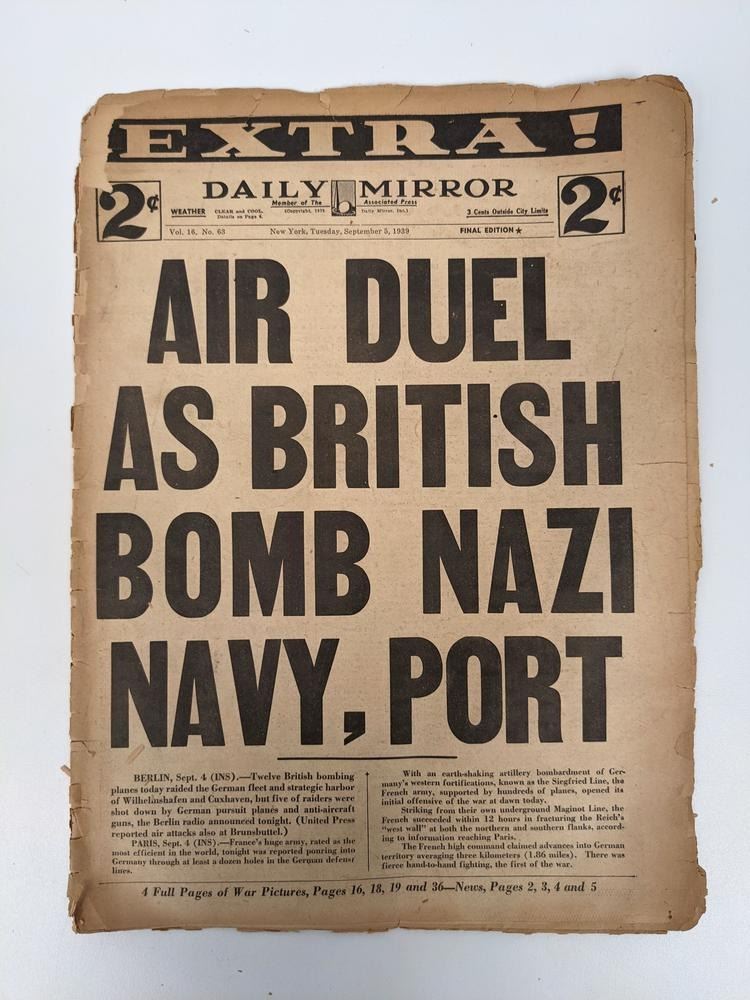 EXTRA!
2¢
DAILY MIRROR
2¢
Member of The Associated Press
WEATHER CLEAR and COOL. Details on Page 4.
(Copyright, 1939 Daily Mirror, Inc.)
3 Cents Outside City Limits
Vol. 16, No. 63 New York, Tuesday, September 5, 1939 FINAL EDITION★
AIR DUEL
AS BRITISH
BOMB NAZI
NAVY, PORT
BERLIN, Sept. 4 (INS).—Twelve British bombing
planes today raided the German fleet and strategic harbor
of Wilhelmshafen and Cuxhaven, but five of raiders were
shot down by German pursuit planes and anti-aircraft
guns, the Berlin radio announced tonight. (United Press
reported air attacks also at Brunsbuttel.)
PARIS, Sept. 4 (INS).—France's huge army, rated as the
most efficient in the world, tonight was reported pouring into
Germany through at least a dozen holes in the German defense
lines.
With an earth-shaking artillery bombardment of Ger-
many's western fortifications, known as the Siegfried Line, the
French army, supported by hundreds of planes, opened its
initial offensive of the war at dawn today.
Striking from their own underground Maginot Line, the
French succeeded within 12 hours in fracturing the Reich's
"west wall" at both the northern and southern flanks, accord-
ing to information reaching Paris.
The French high command claimed advances into German
territory averaging three kilometers (1.86 miles). There was
fierce hand-to-hand fighting, the first of the war.
4 Full Pages of War Pictures, Pages 16, 18, 19 and 36—News, Pages 2, 3, 4 and 5